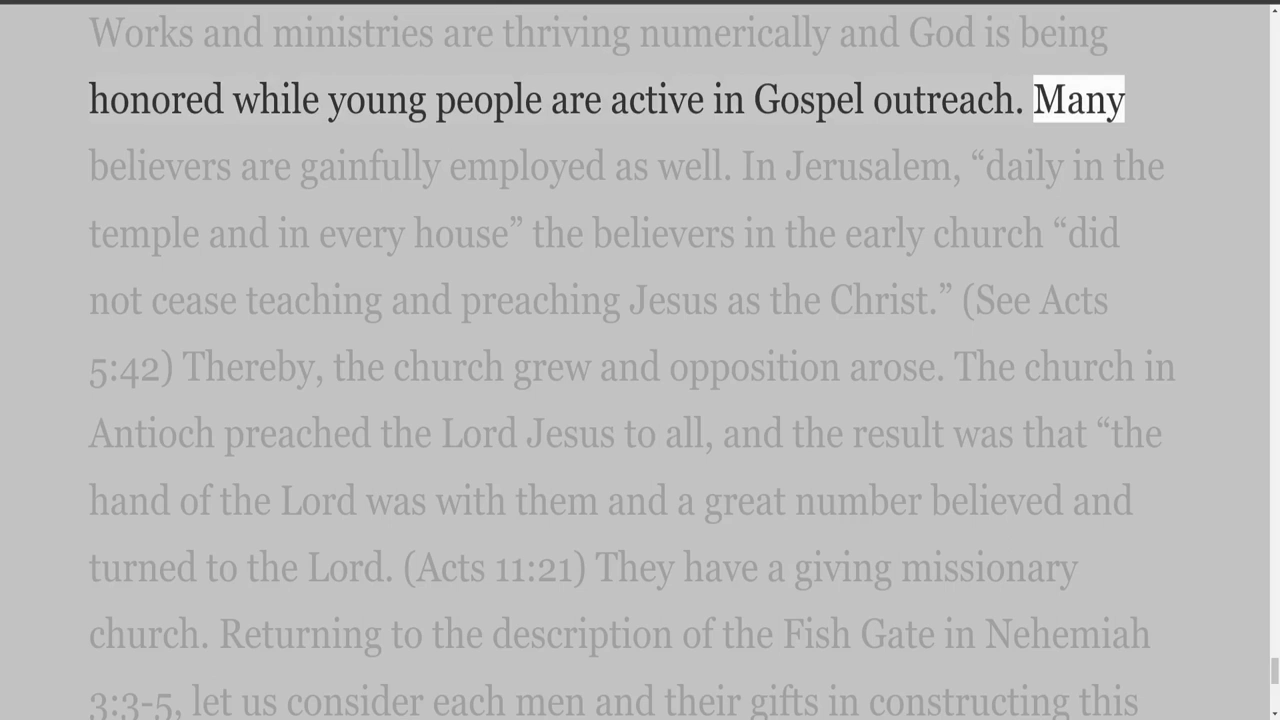 Works and ministries are thriving numerically and God is being
honored while young people are active in Gospel outreach. Many
believers are gainfully employed as well. In Jerusalem, “daily in the
temple and in every house” the believers in the early church “did
not cease teaching and preaching Jesus as the Christ.” (See Acts
5:42) Thereby, the church grew and opposition arose. The church in
Antioch preached the Lord Jesus to all, and the result was that “the
hand of the Lord was with them and a great number believed and
turned to the Lord. (Acts 11:21) They have a giving missionary
church. Returning to the description of the Fish Gate in Nehemiah
3:3-5, let us consider each men and their gifts in constructing this